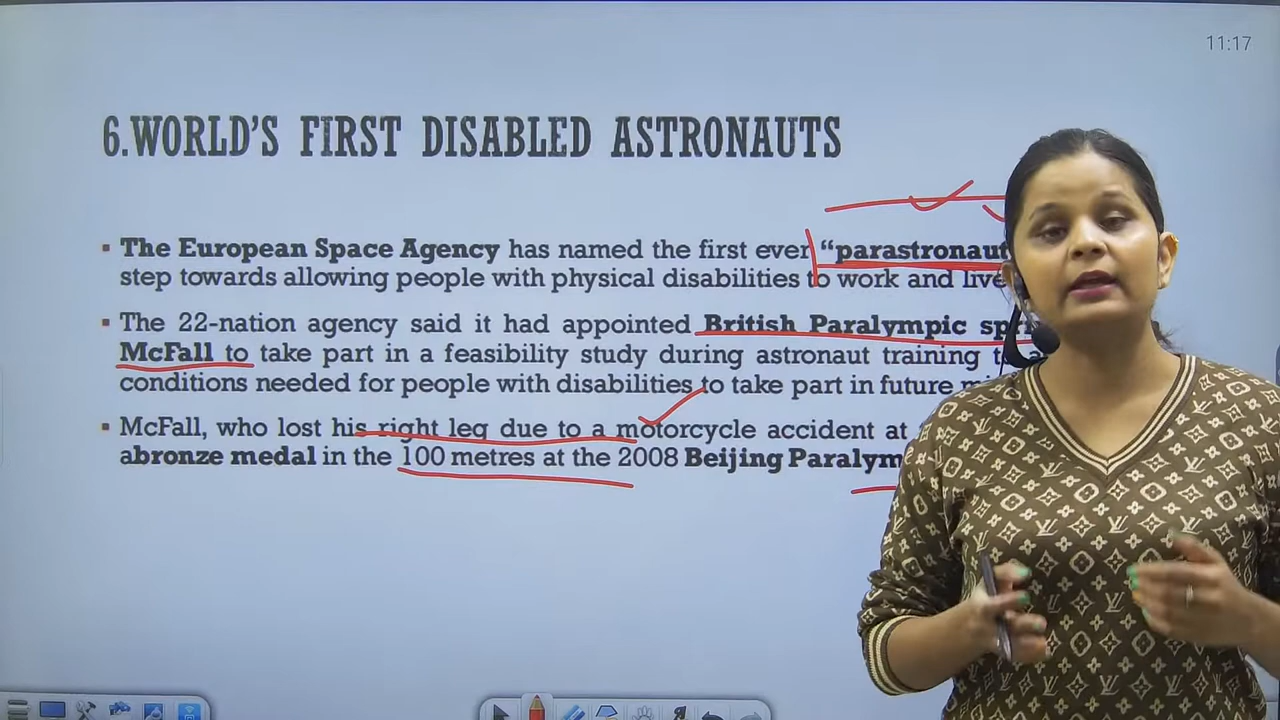 11:17
6.WORLD'S FIRST DISABLED ASTRONAUTS
▪ The European Space Agency has named the first ever "parastronaut
step towards allowing people with physical disabilities to work and live
▪ The 22-nation agency said it had appointed British Paralympic
McFall to take part in a feasibility study during astronaut training
conditions needed for people with disabilities to take part in future
▪ McFall, who lost his right leg due to a motorcycle accident at
abronze medal in the 100 metres at the 2008 Beijing